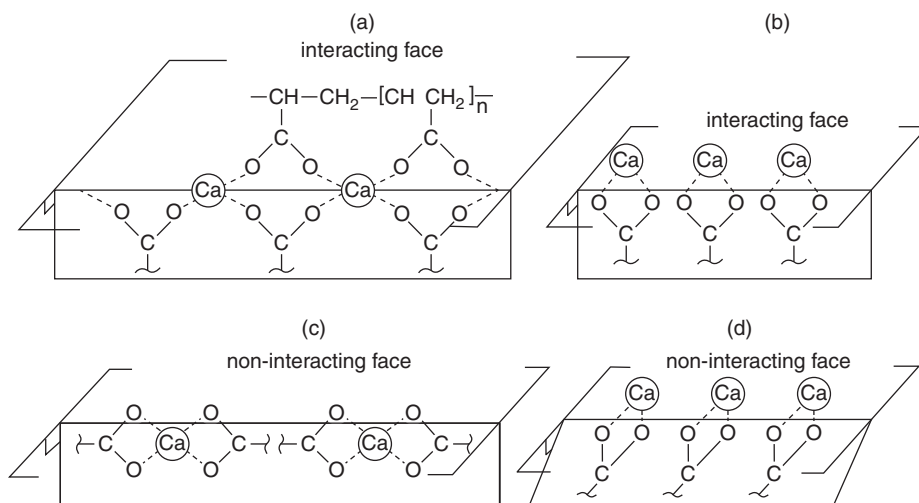 (a)
interacting face
—CH—CH₂—[CH CH₂]n—
C C
O O O O
Ca Ca
O O O O O O
C C C
(b)
interacting face
Ca Ca Ca
O O O O O O
C C C
(c)
non-interacting face
O O O O
C Ca C C Ca C
O O O O
(d)
non-interacting face
Ca Ca Ca
O O O O O O
C C C